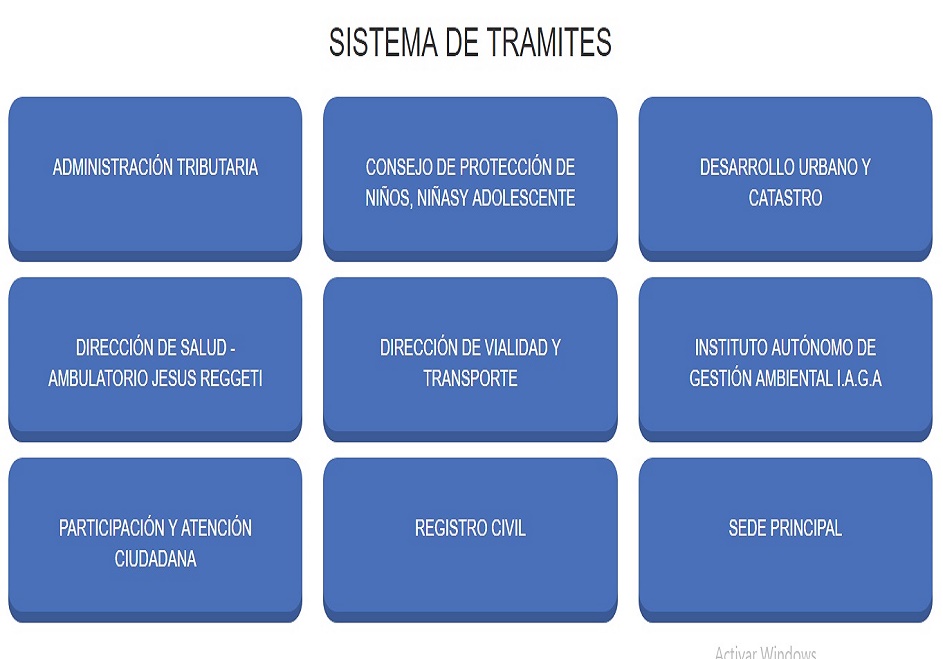 SISTEMA DE TRAMITES
ADMINISTRACIÓN TRIBUTARIA
CONSEJO DE PROTECCIÓN DE
NIÑOS, NIÑASY ADOLESCENTE
DESARROLLO URBANO Y
CATASTRO
DIRECCIÓN DE SALUD -
AMBULATORIO JESUS REGGETI
DIRECCIÓN DE VIALIDAD Y
TRANSPORTE
INSTITUTO AUTÓNOMO DE
GESTIÓN AMBIENTAL I.A.G.A
PARTICIPACIÓN Y ATENCIÓN
CIUDADANA
REGISTRO CIVIL
SEDE PRINCIPAL
Activar Windows